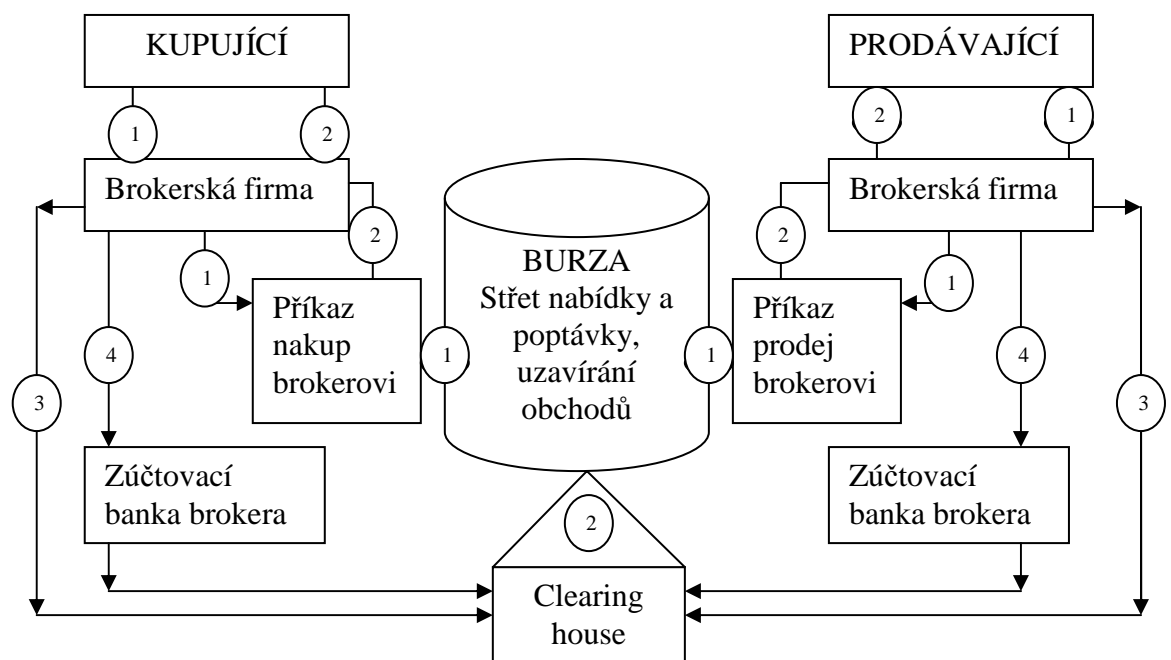 KUPUJÍCÍ
PRODÁVAJÍCÍ
1
2
2
1
Brokerská firma
Brokerská firma
2
2
1
1
BURZA
Střet nabídky a
poptávky,
uzavírání
obchodů
Příkaz
nakup
brokerovi
Příkaz
prodej
brokerovi
4
1
1
4
3
3
Zúčtovací
banka brokera
Zúčtovací
banka brokera
2
Clearing
house